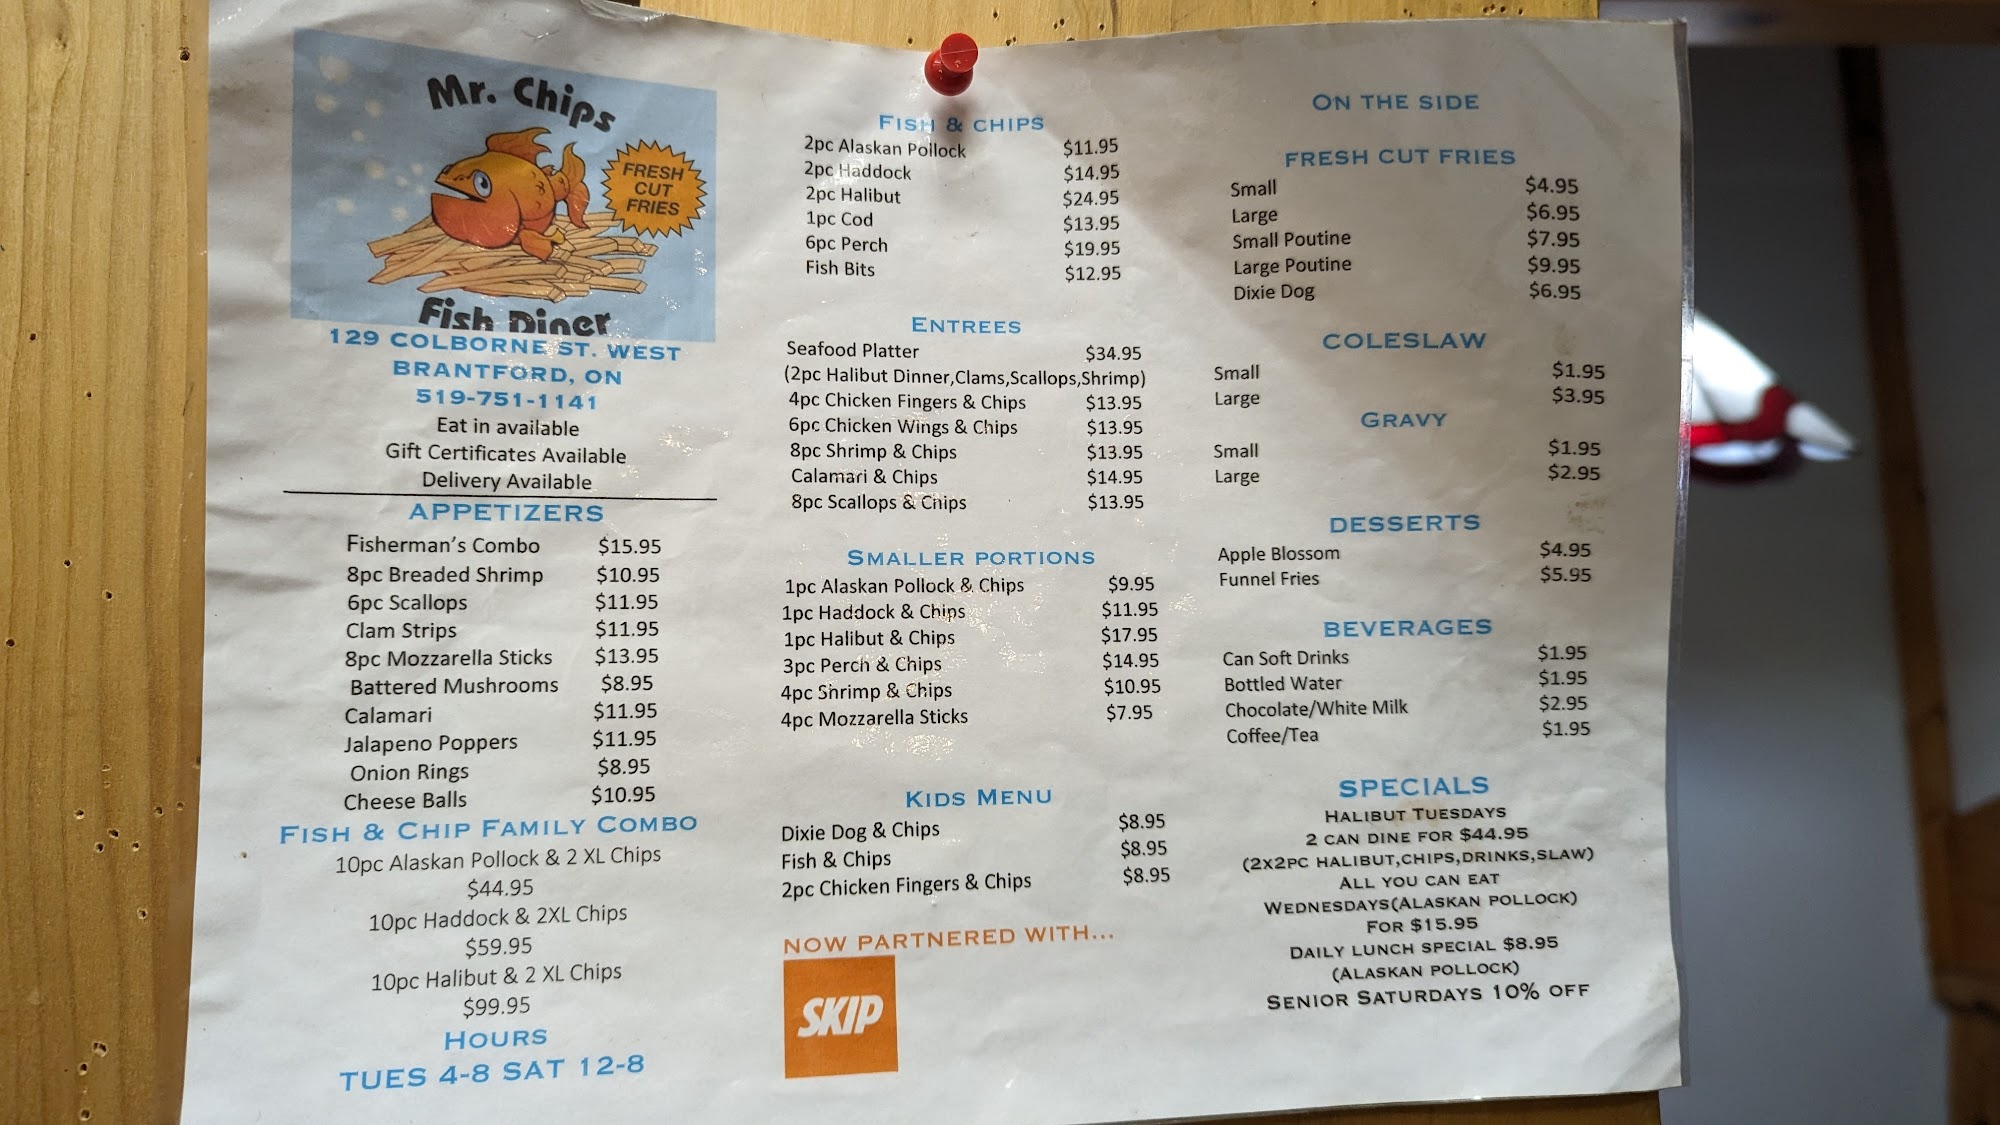 Mr. Chips
FRESH
CUT
FRIES
Fish Diner
129 COLBORNE ST. WEST
BRANTFORD, ON
519-751-1141
Eat in available
Gift Certificates Available
Delivery Available
APPETIZERS
Fisherman's Combo $15.95
8pc Breaded Shrimp $10.95
6pc Scallops $11.95
Clam Strips $11.95
8pc Mozzarella Sticks $13.95
Battered Mushrooms $8.95
Calamari $11.95
Jalapeno Poppers $11.95
Onion Rings $8.95
Cheese Balls $10.95
FISH & CHIP FAMILY COMBO
10pc Alaskan Pollock & 2 XL Chips
$44.95
10pc Haddock & 2XL Chips
$59.95
10pc Halibut & 2 XL Chips
$99.95
HOURS
TUES 4-8 SAT 12-8
FISH & CHIPS
2pc Alaskan Pollock $11.95
2pc Haddock $14.95
2pc Halibut $24.95
1pc Cod $13.95
6pc Perch $19.95
Fish Bits $12.95
ENTREES
Seafood Platter $34.95
(2pc Halibut Dinner,Clams,Scallops,Shrimp)
4pc Chicken Fingers & Chips $13.95
6pc Chicken Wings & Chips $13.95
8pc Shrimp & Chips $13.95
Calamari & Chips $14.95
8pc Scallops & Chips $13.95
SMALLER PORTIONS
1pc Alaskan Pollock & Chips $9.95
1pc Haddock & Chips $11.95
1pc Halibut & Chips $17.95
3pc Perch & Chips $14.95
4pc Shrimp & Chips $10.95
4pc Mozzarella Sticks $7.95
KIDS MENU
Dixie Dog & Chips $8.95
Fish & Chips $8.95
2pc Chicken Fingers & Chips $8.95
NOW PARTNERED WITH...
SKIP
ON THE SIDE
FRESH CUT FRIES
Small $4.95
Large $6.95
Small Poutine $7.95
Large Poutine $9.95
Dixie Dog $6.95
COLESLAW
Small $1.95
Large $3.95
GRAVY
Small $1.95
Large $2.95
DESSERTS
Apple Blossom $4.95
Funnel Fries $5.95
BEVERAGES
Can Soft Drinks $1.95
Bottled Water $1.95
Chocolate/White Milk $2.95
Coffee/Tea $1.95
SPECIALS
HALIBUT TUESDAYS
2 CAN DINE FOR $44.95
(2X2PC HALIBUT,CHIPS,DRINKS,SLAW)
ALL YOU CAN EAT
WEDNESDAYS(ALASKAN POLLOCK)
FOR $15.95
DAILY LUNCH SPECIAL $8.95
(ALASKAN POLLOCK)
SENIOR SATURDAYS 10% OFF